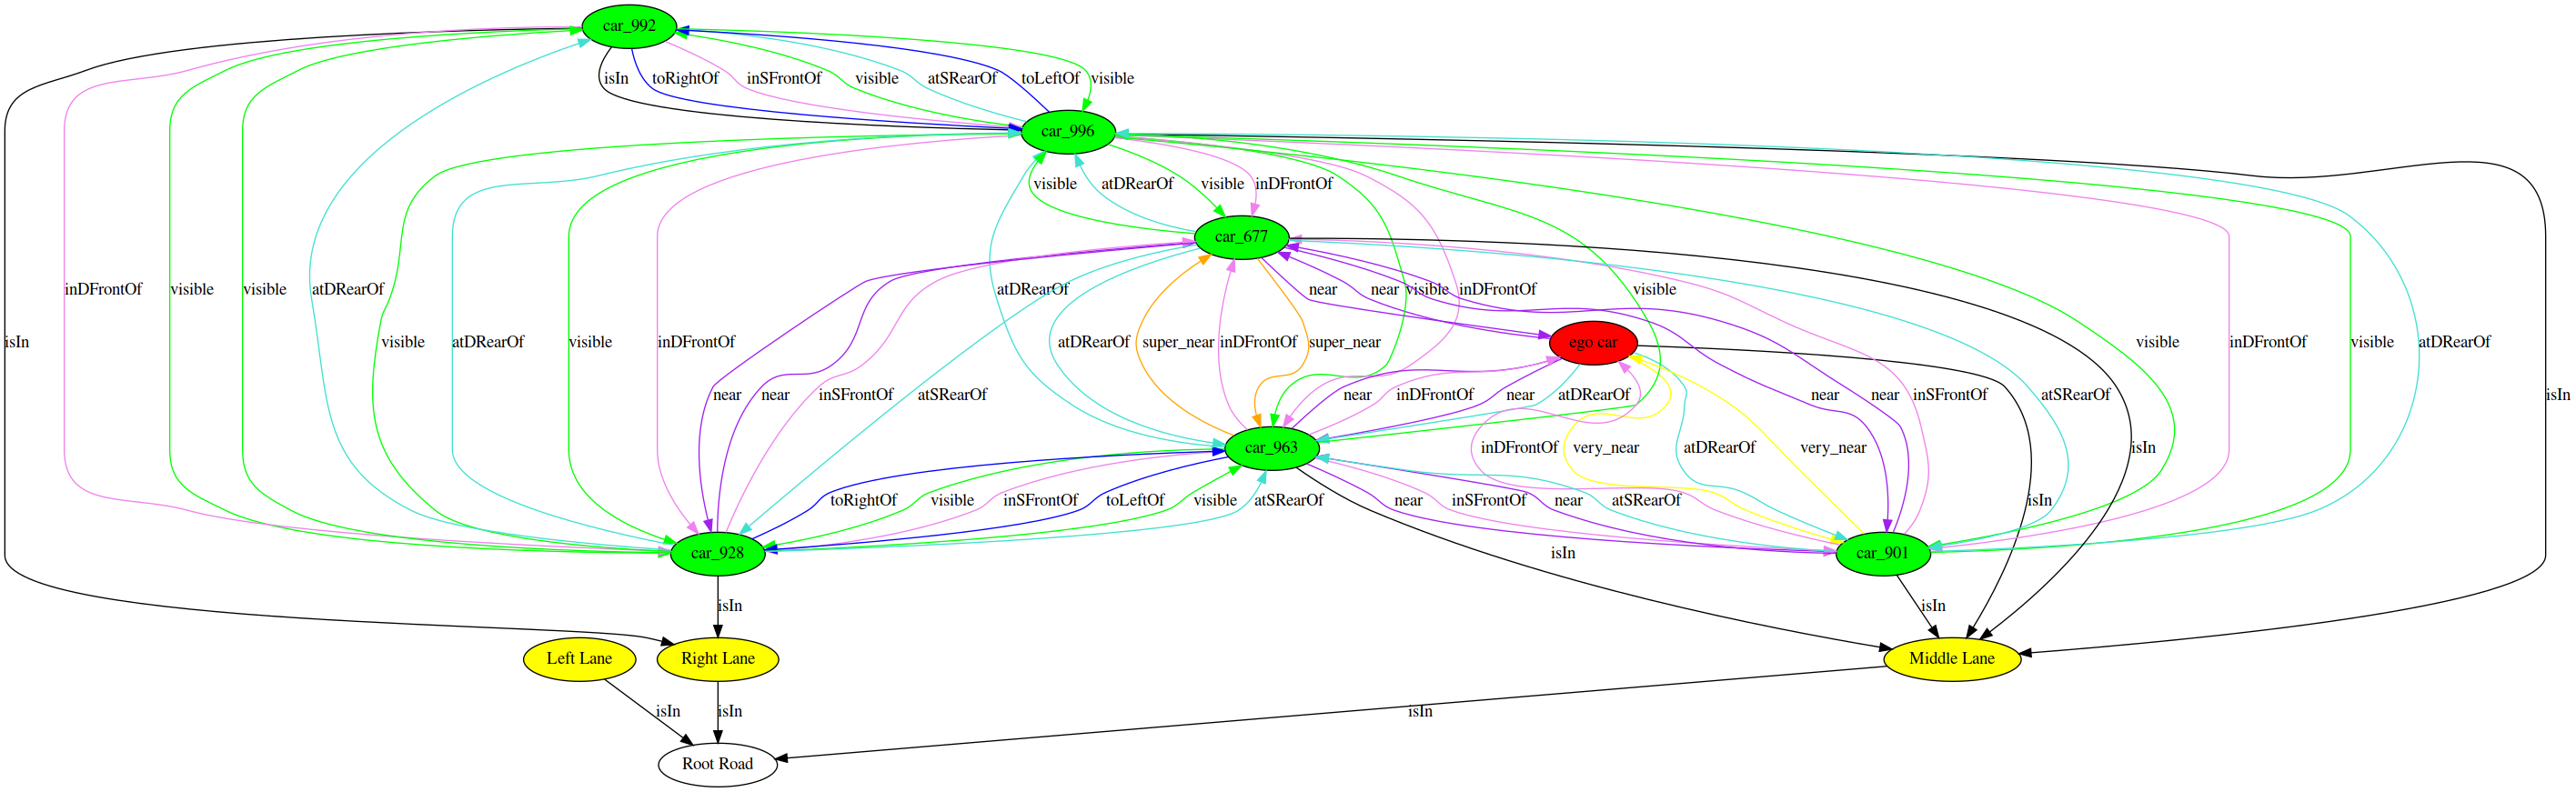 car_992
isIn toRightOf inSFrontOf visible atSRearOf toLeftOf visible
car_996
visible atDRearOf visible inDFrontOf
car_677
inDFrontOf visible visible atDRearOf atDRearOf near near visible inDFrontOf visible
isIn visible atDRearOf visible inDFrontOf atDRearOf super_near inDFrontOf super_near ego car visible inDFrontOf visible atDRearOf
near near inSFrontOf atSRearOf near inDFrontOf near atDRearOf near near inSFrontOf atSRearOf isIn
car_963 inDFrontOf very_near atDRearOf very_near isIn
toRightOf visible inSFrontOf toLeftOf visible atSRearOf near inSFrontOf near atSRearOf isIn
car_928 isIn car_901
isIn isIn
Left Lane Right Lane Middle Lane
isIn isIn isIn
Root Road